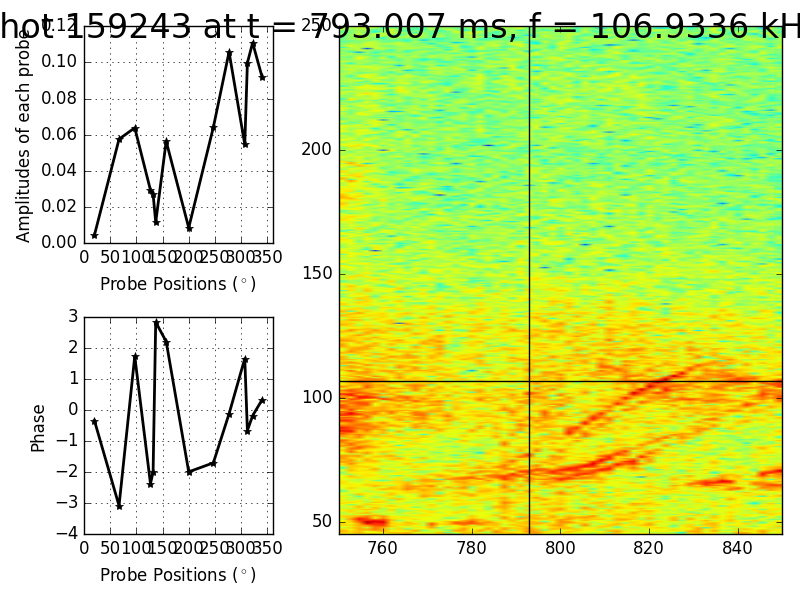 hot 159243 at t = 793.007 ms, f = 106.9336 kH
Amplitudes of each probe
0.12
0.10
0.08
0.06
0.04
0.02
0.00
0 50 100 150 200 250 300 350
Probe Positions (°)
Phase
3
2
1
0
−1
−2
−3
−4
0 50 100 150 200 250 300 350
Probe Positions (°)
250
200
150
100
50
760 780 800 820 840